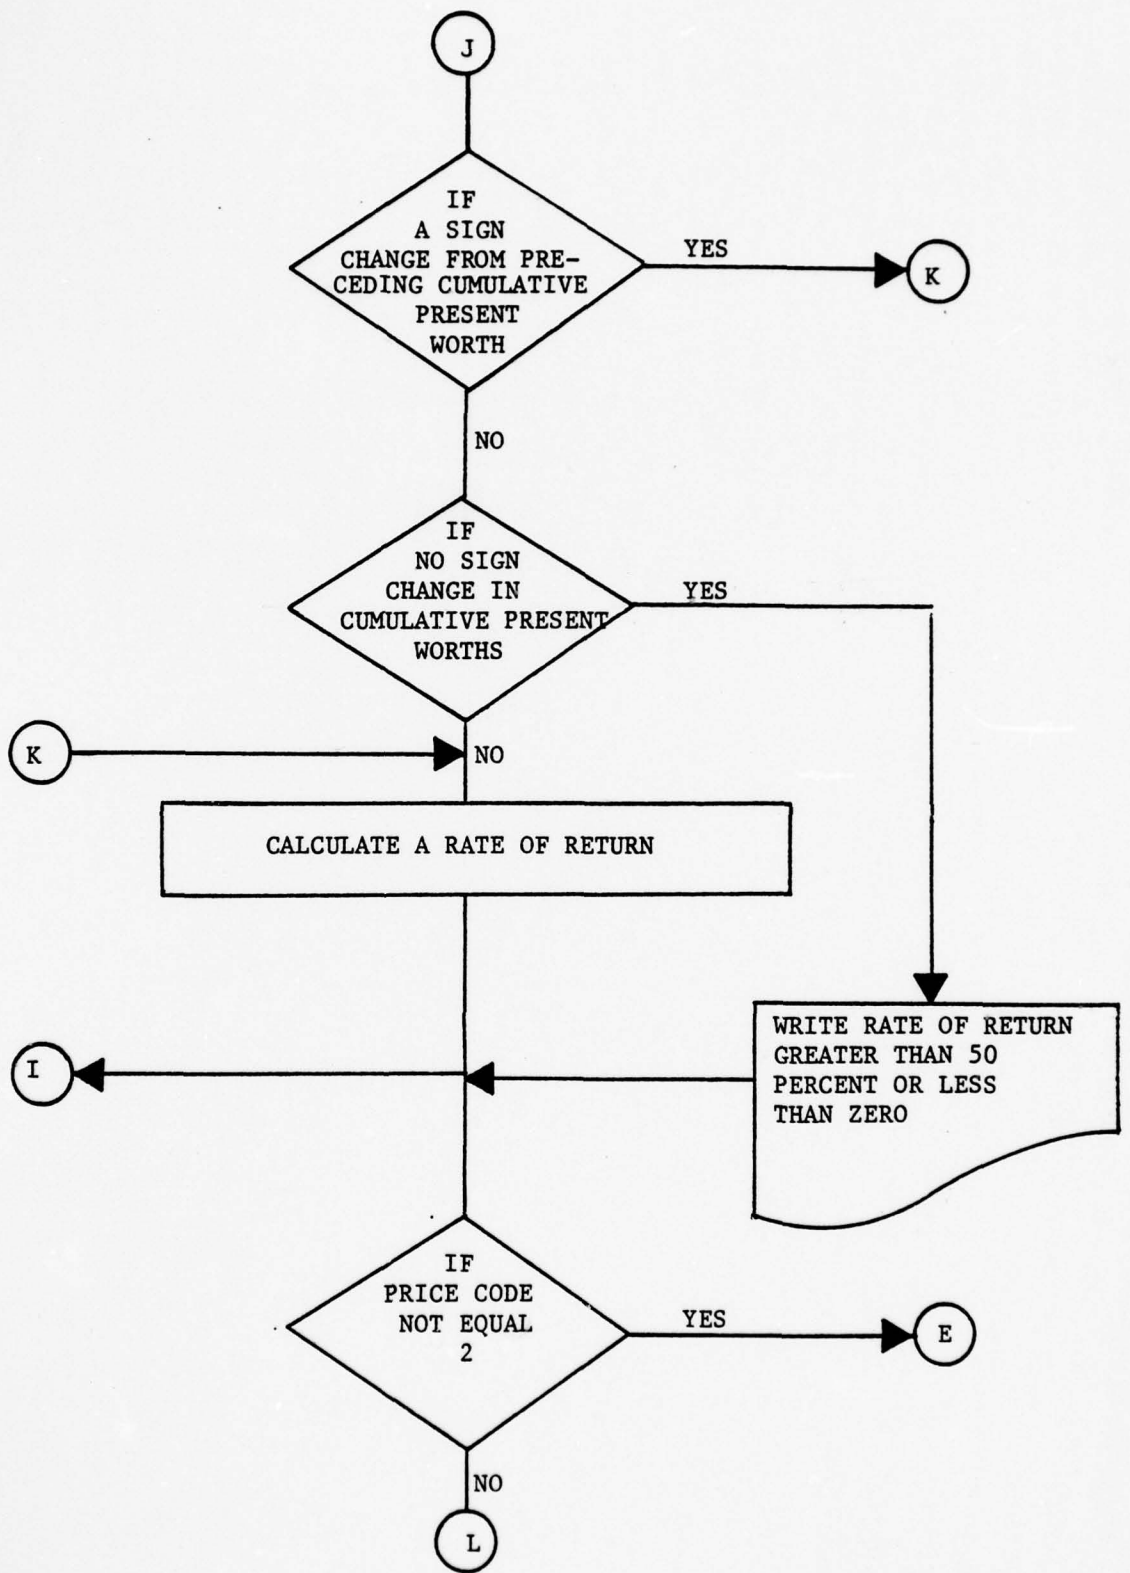 J
IF
A SIGN
CHANGE FROM PRE-
CEDING CUMULATIVE
PRESENT
WORTH
YES
K
NO
IF
NO SIGN
CHANGE IN
CUMULATIVE PRESENT
WORTHS
YES
K
NO
CALCULATE A RATE OF RETURN
WRITE RATE OF RETURN
GREATER THAN 50
PERCENT OR LESS
THAN ZERO
I
IF
PRICE CODE
NOT EQUAL
2
YES
E
NO
L